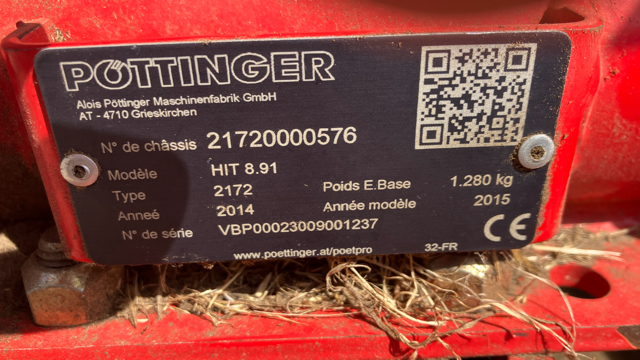 PÖTTINGER
Alois Pöttinger Maschinenfabrik GmbH
AT - 4710 Grieskirchen
N° de châssis 21720000576
Modèle HIT 8.91
Type 2172 Poids E.Base 1.280 kg
Anneé 2014 Année modèle 2015
N° de série VBP00023009001237
CE
www.poettinger.at/poetpro 32-FR